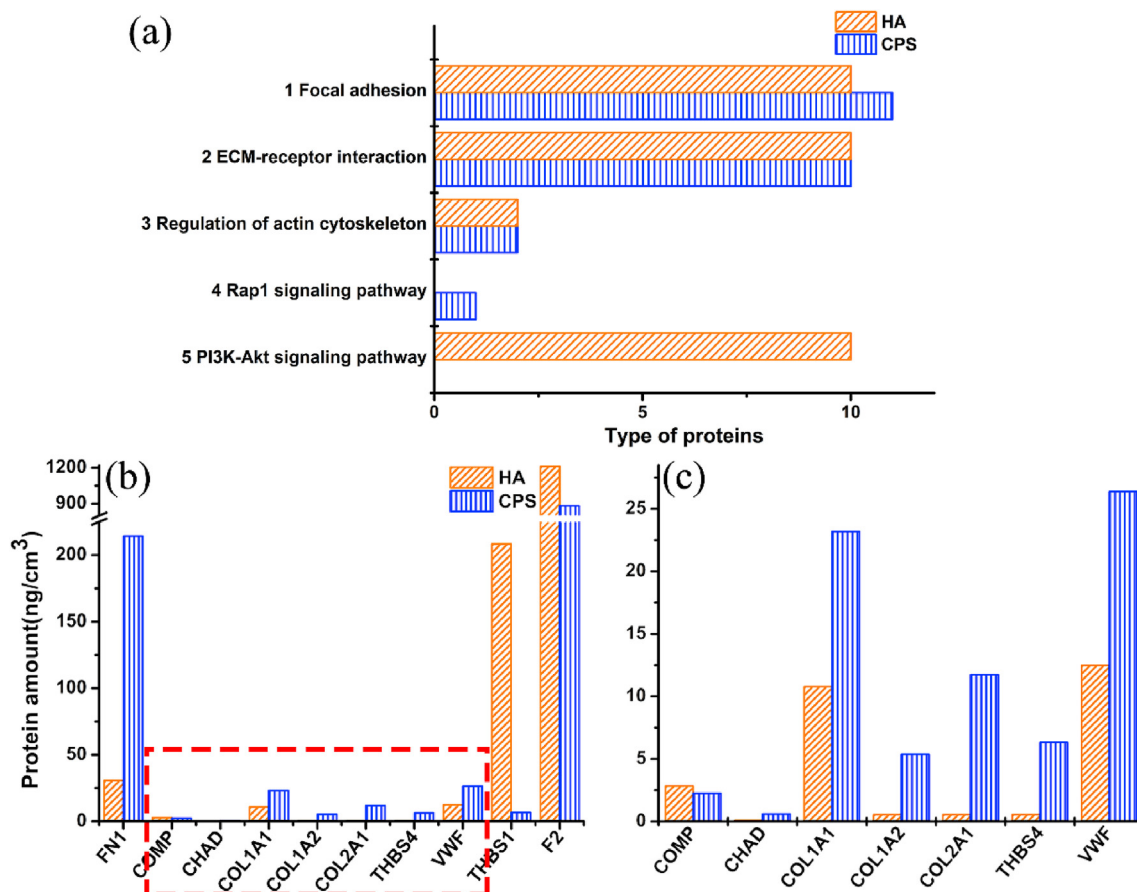 (a)
HA
CPS
1 Focal adhesion
2 ECM-receptor interaction
3 Regulation of actin cytoskeleton
4 Rap1 signaling pathway
5 PI3K-Akt signaling pathway
0 5 10
Type of proteins
(b)
HA
CPS
1200
900
200
150
100
50
0
Protein amount(ng/cm3)
FN1 COMP CHAD COL1A1 COL1A2 COL2A1 THBS4 VWF THBS1 F2
(c)
25
20
15
10
5
0
COMP CHAD COL1A1 COL1A2 COL2A1 THBS4 VWF